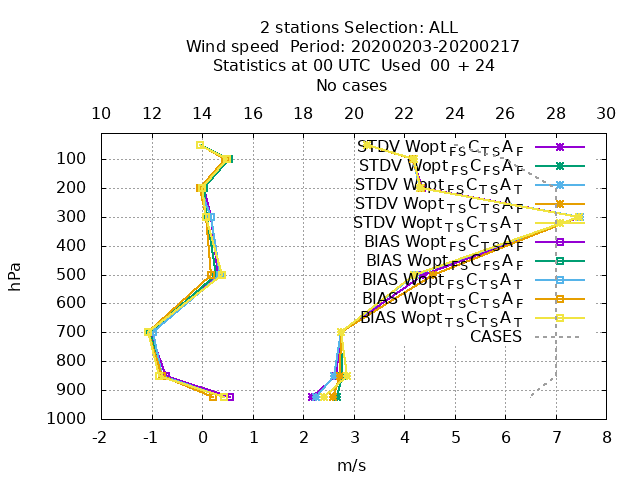 2 stations Selection: ALL
Wind speed  Period: 20200203-20200217
Statistics at 00 UTC  Used  00 + 24
No cases
10 12 14 16 18 20 22 24 26 28 30
100
200
300
400
500
600
700
800
900
1000
hPa
STDV Wopt FS C TS A F
STDV Wopt FS C FS A F
STDV Wopt FS C TS A T
STDV Wopt TS C TS A F
STDV Wopt TS C TS A T
BIAS Wopt FS C TS A F
BIAS Wopt FS C FS A F
BIAS Wopt FS C TS A T
BIAS Wopt TS C TS A F
BIAS Wopt TS C TS A T
CASES
-2 -1 0 1 2 3 4 5 6 7 8
m/s